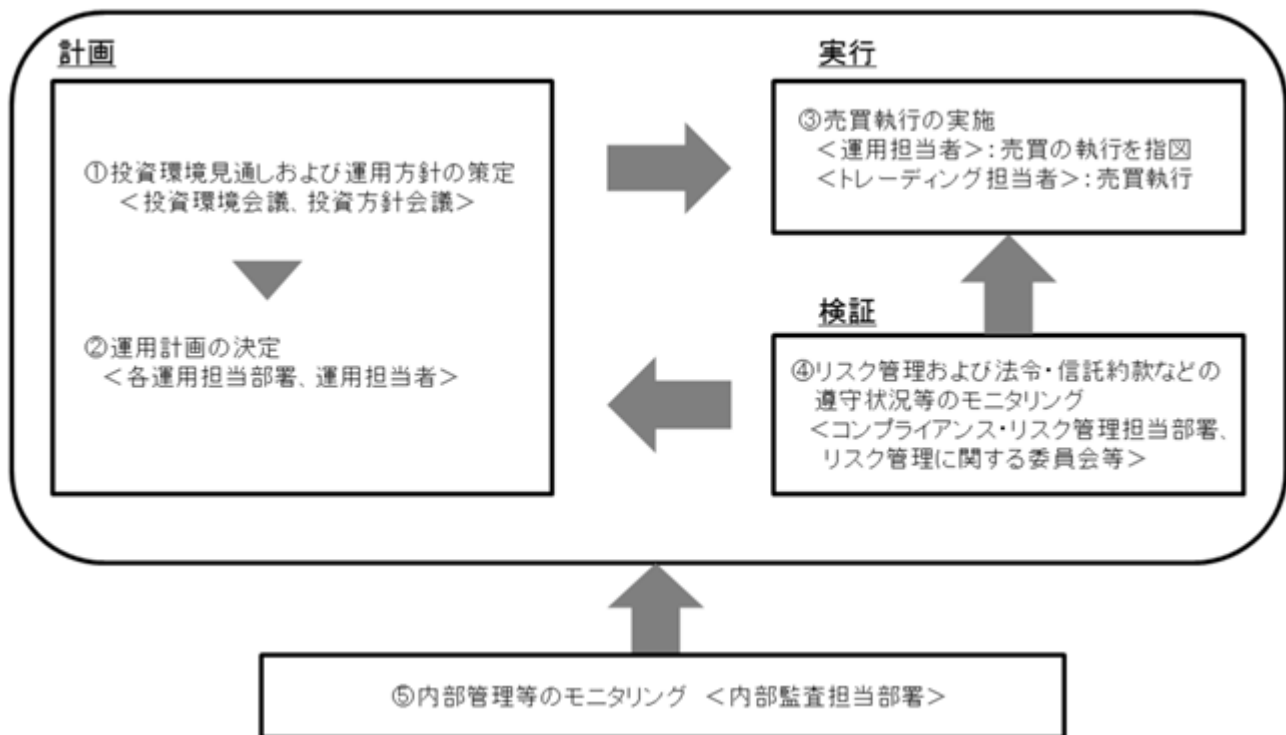 計画
①投資環境見通しおよび運用方針の策定
<投資環境会議、投資方針会議>
②運用計画の決定
<各運用担当部署、運用担当者>
実行
③売買執行の実施
<運用担当者>:売買の執行を指図
<トレーディング担当者>:売買執行
検証
④リスク管理および法令・信託約款などの
遵守状況等のモニタリング
<コンプライアンス・リスク管理担当部署、
リスク管理に関する委員会等>
⑤内部管理等のモニタリング <内部監査担当部署>